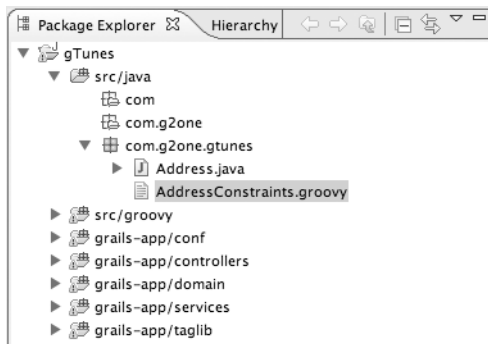 Package Explorer Hierarchy
gTunes
src/java
com
com.g2one
com.g2one.gtunes
J Address.java
AddressConstraints.groovy
src/groovy
grails-app/conf
grails-app/controllers
grails-app/domain
grails-app/services
grails-app/taglib